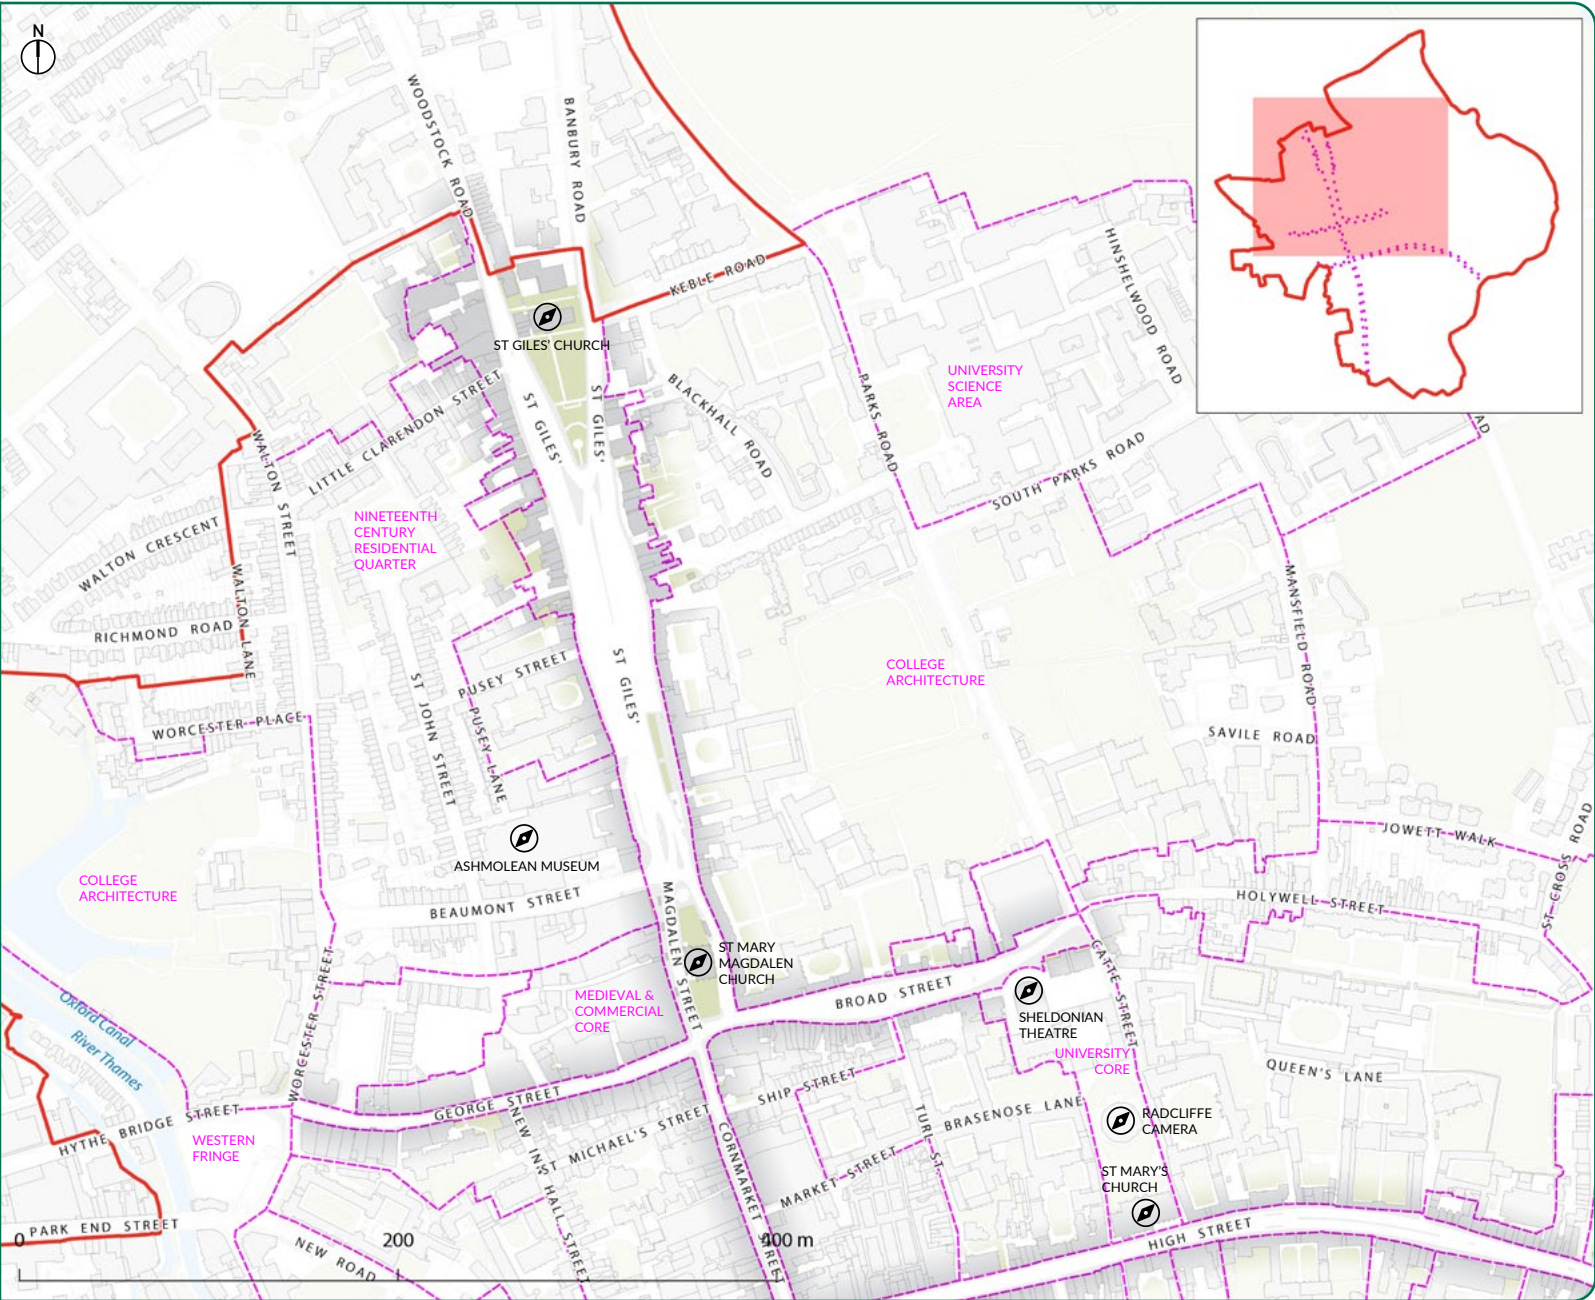 N
WOODSTOCK ROAD
BANBURY ROAD
KEBLE ROAD
HINSHELWOOD ROAD
ST GILES' CHURCH
UNIVERSITY
SCIENCE
AREA
BLACKHALL ROAD
PARKS ROAD
ST GILES'
ST GILES'
LITTLE CLARENDON STREET
WALTON STREET
SOUTH PARKS ROAD
AD
NINETEENTH
CENTURY
RESIDENTIAL
QUARTER
WALTON CRESCENT
WALTON LANE
RICHMOND ROAD
MANSFIELD ROAD
COLLEGE
ARCHITECTURE
ST GILES'
PUSEY STREET
ST JOHN STREET
PUSEY LANE
WORCESTER PLACE
SAVILE ROAD
JOWETT WALK
ST CROSS ROAD
ASHMOLEAN MUSEUM
COLLEGE
ARCHITECTURE
BEAUMONT STREET
HOLYWELL STREET
MAGDALEN STREET
ST MARY
MAGDALEN
CHURCH
CATTE STREET
WORCESTER STREET
MEDIEVAL &
COMMERCIAL
CORE
BROAD STREET
Oxford Canal
River Thames
SHELDONIAN
THEATRE
UNIVERSITY
CORE
QUEEN'S LANE
SHIP STREET
GEORGE STREET
HYTHE BRIDGE STREET
WESTERN
FRINGE
NEW INN HALL STREET
ST MICHAEL'S STREET
CORNMARKET STREET
TURL ST.
BRASENOSE LANE
RADCLIFFE
CAMERA
MARKET STREET
ST MARY'S
CHURCH
HIGH STREET
PARK END STREET
NEW ROAD
0 200 400 m